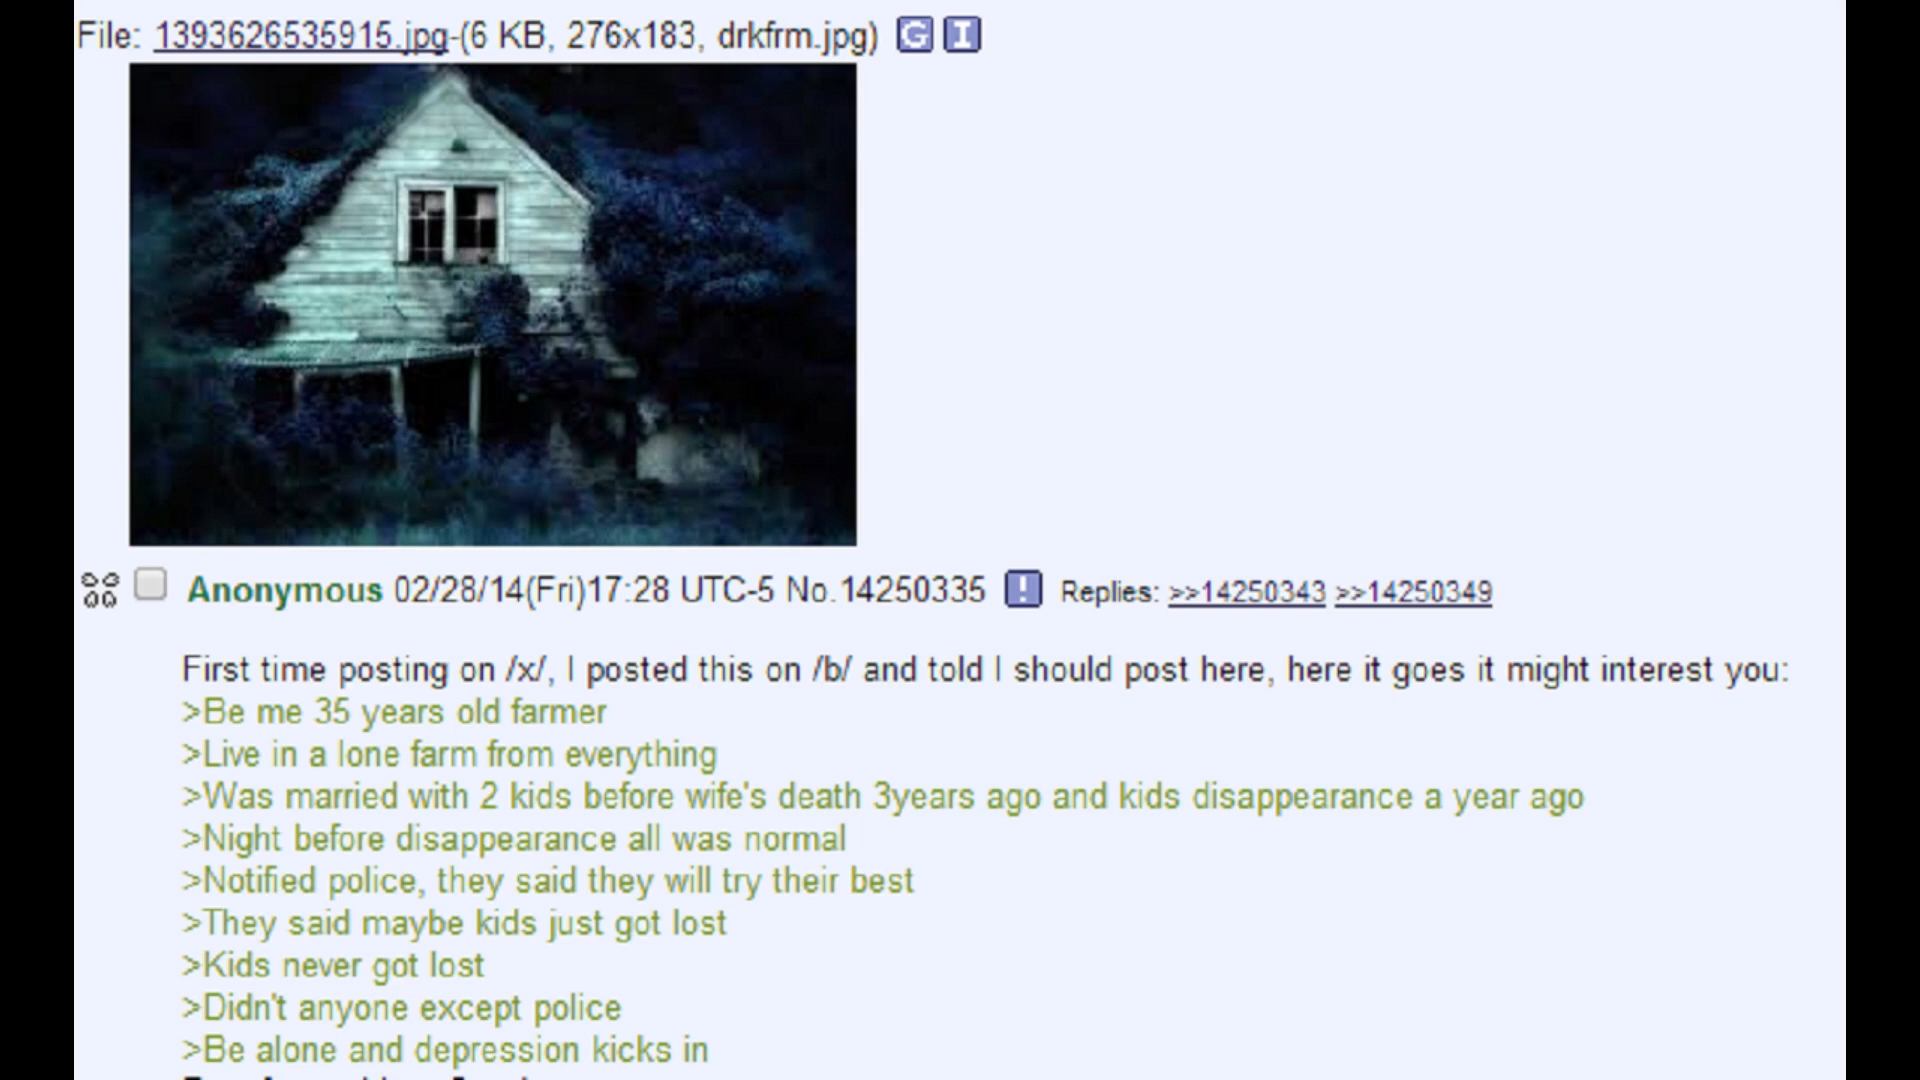 File: 1393626535915.jpg-(6 KB, 276x183, drkfrm.jpg) G I
Anonymous 02/28/14(Fri)17:28 UTC-5 No.14250335 ! Replies: >>14250343 >>14250349
First time posting on /x/, I posted this on /b/ and told I should post here, here it goes it might interest you:
>Be me 35 years old farmer
>Live in a lone farm from everything
>Was married with 2 kids before wife's death 3years ago and kids disappearance a year ago
>Night before disappearance all was normal
>Notified police, they said they will try their best
>They said maybe kids just got lost
>Kids never got lost
>Didn't anyone except police
>Be alone and depression kicks in